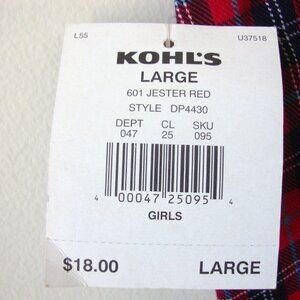 L55 U37518
KOHL'S
LARGE
601 JESTER RED
STYLE DP4430
DEPT CL SKU
047 25 095
4 00047 25095 4
GIRLS
$18.00 LARGE